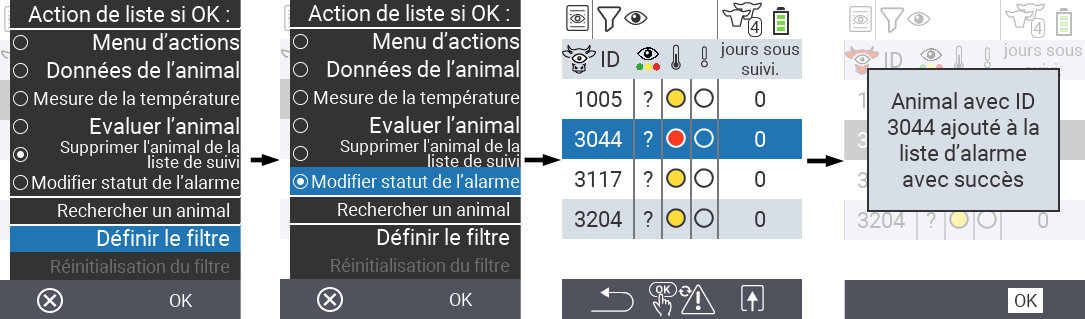 Action de liste si OK :
Menu d’actions
Données de l’animal
Mesure de la température
Evaluer l’animal
Supprimer l'animal de la
liste de suivi
Modifier statut de l’alarme
Rechercher un animal
Définir le filtre
Réinitialisation du filtre
OK
Action de liste si OK :
Menu d’actions
Données de l’animal
Mesure de la température
Evaluer l’animal
Supprimer l'animal de la
liste de suivi
Modifier statut de l’alarme
Rechercher un animal
Définir le filtre
Réinitialisation du filtre
OK
4
ID
jours sous
suivi.
1005 ? 0
3044 ? 0
3117 ? 0
3204 ? 0
OK
4
ID
jours sous
suivi.
Animal avec ID
3044 ajouté à la
liste d’alarme
avec succès
3204 ? 0
OK